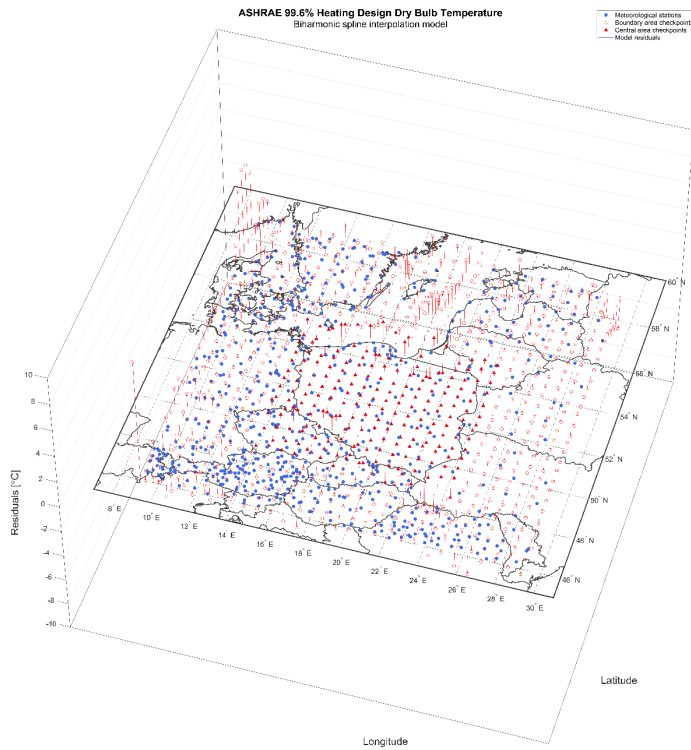 ASHRAE 99.6% Heating Design Dry Bulb Temperature
Biharmonic spline interpolation model
Meteorological stations
Boundary area checkpoint
Central area checkpoints
Model residuals
60° N
58° N
56° N
54° N
52° N
50° N
48° N
46° N
8° E
10° E
12° E
14° E
16° E
18° E
20° E
22° E
24° E
26° E
28° E
30° E
10
8
6
4
2
0
-2
-4
-6
-8
-10
Residuals [°C]
Latitude
Longitude